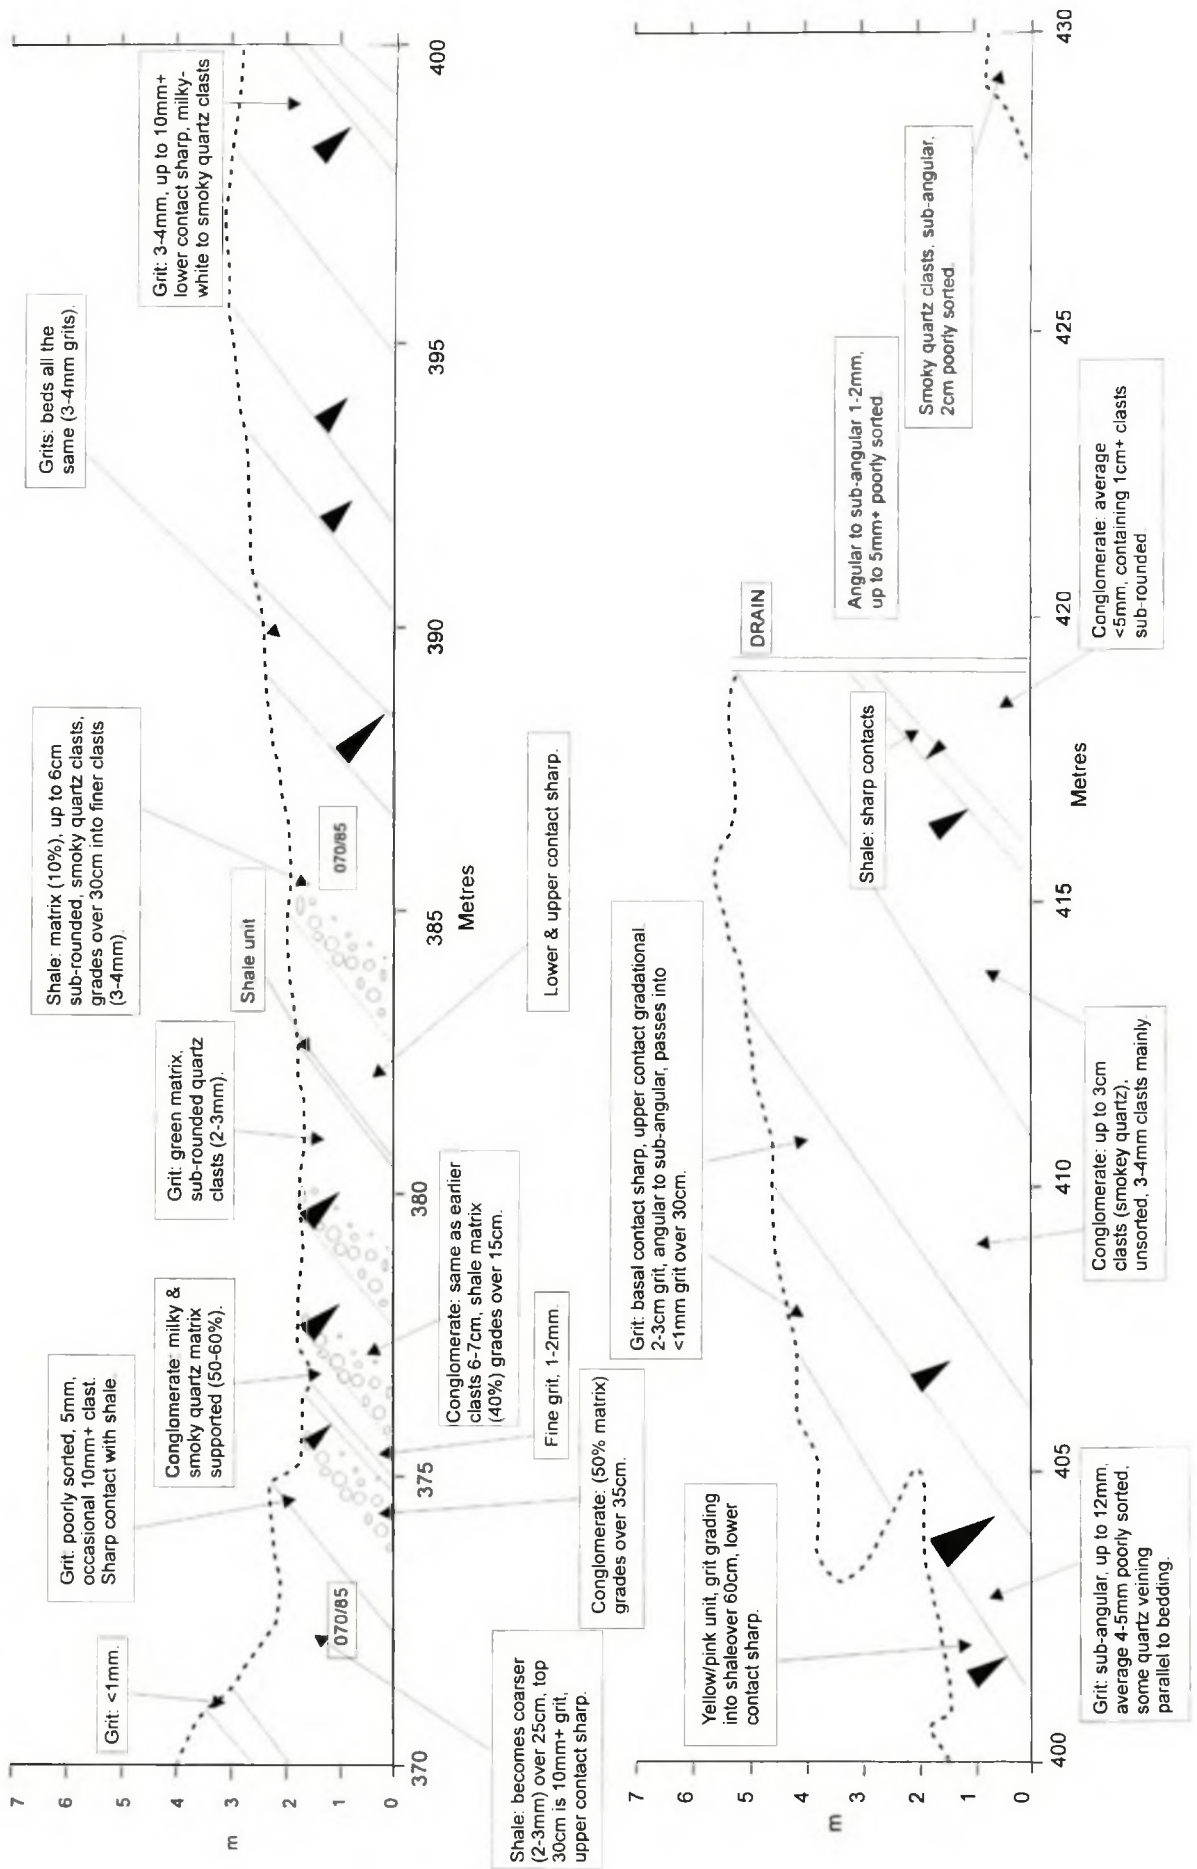 Grit: <1mm.
Grit: poorly sorted, 5mm,
occasional 10mm+ clast.
Sharp contact with shale.
Conglomerate: milky &
smoky quartz matrix
supported (50-60%).
Grit: green matrix,
sub-rounded quartz
clasts (2-3mm).
Shale unit
Shale: matrix (10%), up to 6cm
sub-rounded, smoky quartz clasts,
grades over 30cm into finer clasts
(3-4mm).
Grits: beds all the
same (3-4mm grits).
Grit: 3-4mm, up to 10mm+
lower contact sharp, milky-
white to smoky quartz clasts
7
6
5
4
3
2
1
0
m
070/85
070/85
370
375
380
385
390
395
400
Metres
Shale: becomes coarser
(2-3mm) over 25cm, top
30cm is 10mm+ grit,
upper contact sharp.
Conglomerate: (50% matrix)
grades over 35cm.
Fine grit, 1-2mm.
Conglomerate: same as earlier
clasts 6-7cm, shale matrix
(40%) grades over 15cm.
Lower & upper contact sharp.
7
6
5
4
3
2
1
0
m
Yellow/pink unit, grit grading
into shaleover 60cm, lower
contact sharp.
Grit: basal contact sharp, upper contact gradational.
2-3cm grit, angular to sub-angular, passes into
<1mm grit over 30cm.
Shale: sharp contacts
DRAIN
Angular to sub-angular 1-2mm,
up to 5mm+ poorly sorted.
Smoky quartz clasts, sub-angular,
2cm poorly sorted.
400
405
410
415
420
425
430
Metres
Grit: sub-angular, up to 12mm,
average 4-5mm poorly sorted,
some quartz veining
parallel to bedding.
Conglomerate: up to 3cm
clasts (smokey quartz),
unsorted, 3-4mm clasts mainly.
Conglomerate: average
<5mm, containing 1cm+ clasts
sub-rounded.